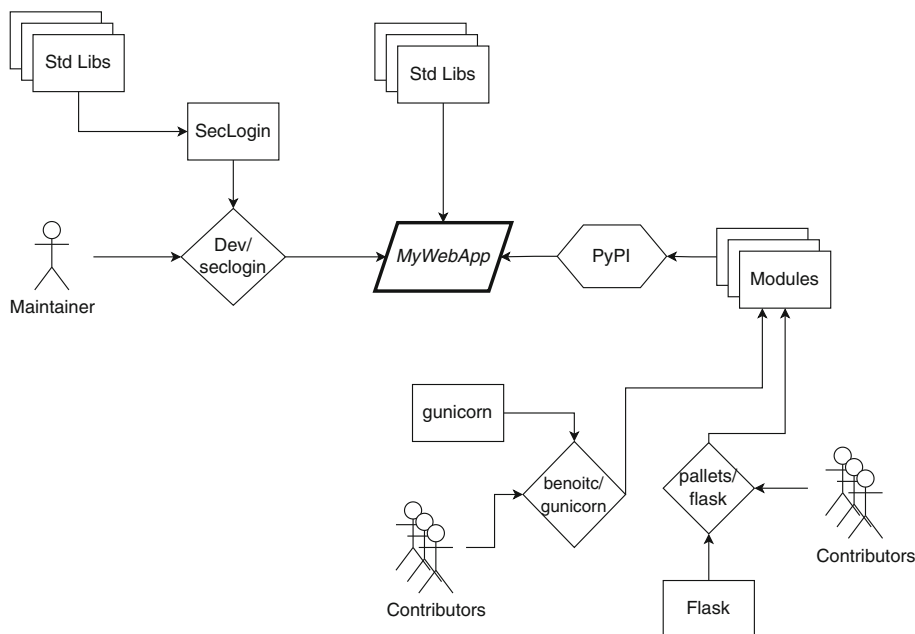 Std Libs
Std Libs
SecLogin
Dev/
seclogin
MyWebApp
PyPI
Modules
Maintainer
gunicorn
benoitc/
gunicorn
pallets/
flask
Contributors
Contributors
Flask